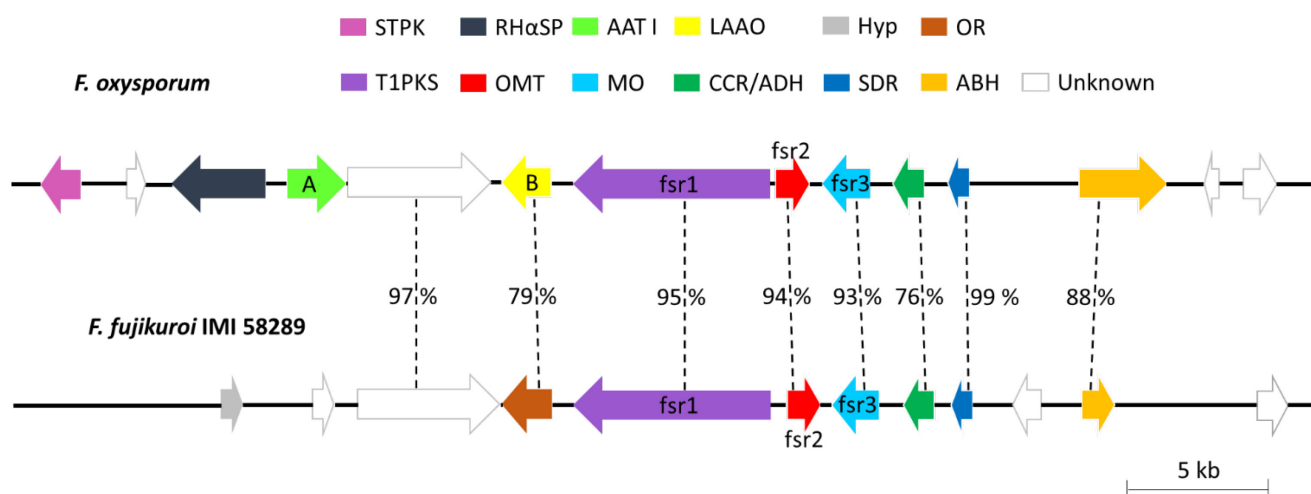 STPK RHαSP AAT I LAAO Hyp OR
F. oxysporum
T1PKS OMT MO CCR/ADH SDR ABH Unknown
fsr2
A B fsr1 fsr3
97 % 79 % 95 % 94 % 93 % 76 % 99 % 88 %
F. fujikuroi IMI 58289
fsr1 fsr3
fsr2
5 kb